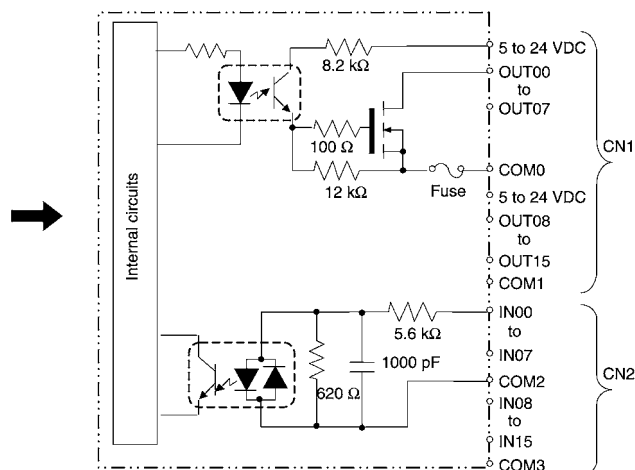 Internal circuits
8.2 kΩ
100 Ω
12 kΩ
Fuse
5 to 24 VDC
OUT00
to
OUT07
COM0
5 to 24 VDC
OUT08
to
OUT15
COM1
CN1
5.6 kΩ
1000 pF
620 Ω
IN00
to
IN07
COM2
IN08
to
IN15
COM3
CN2